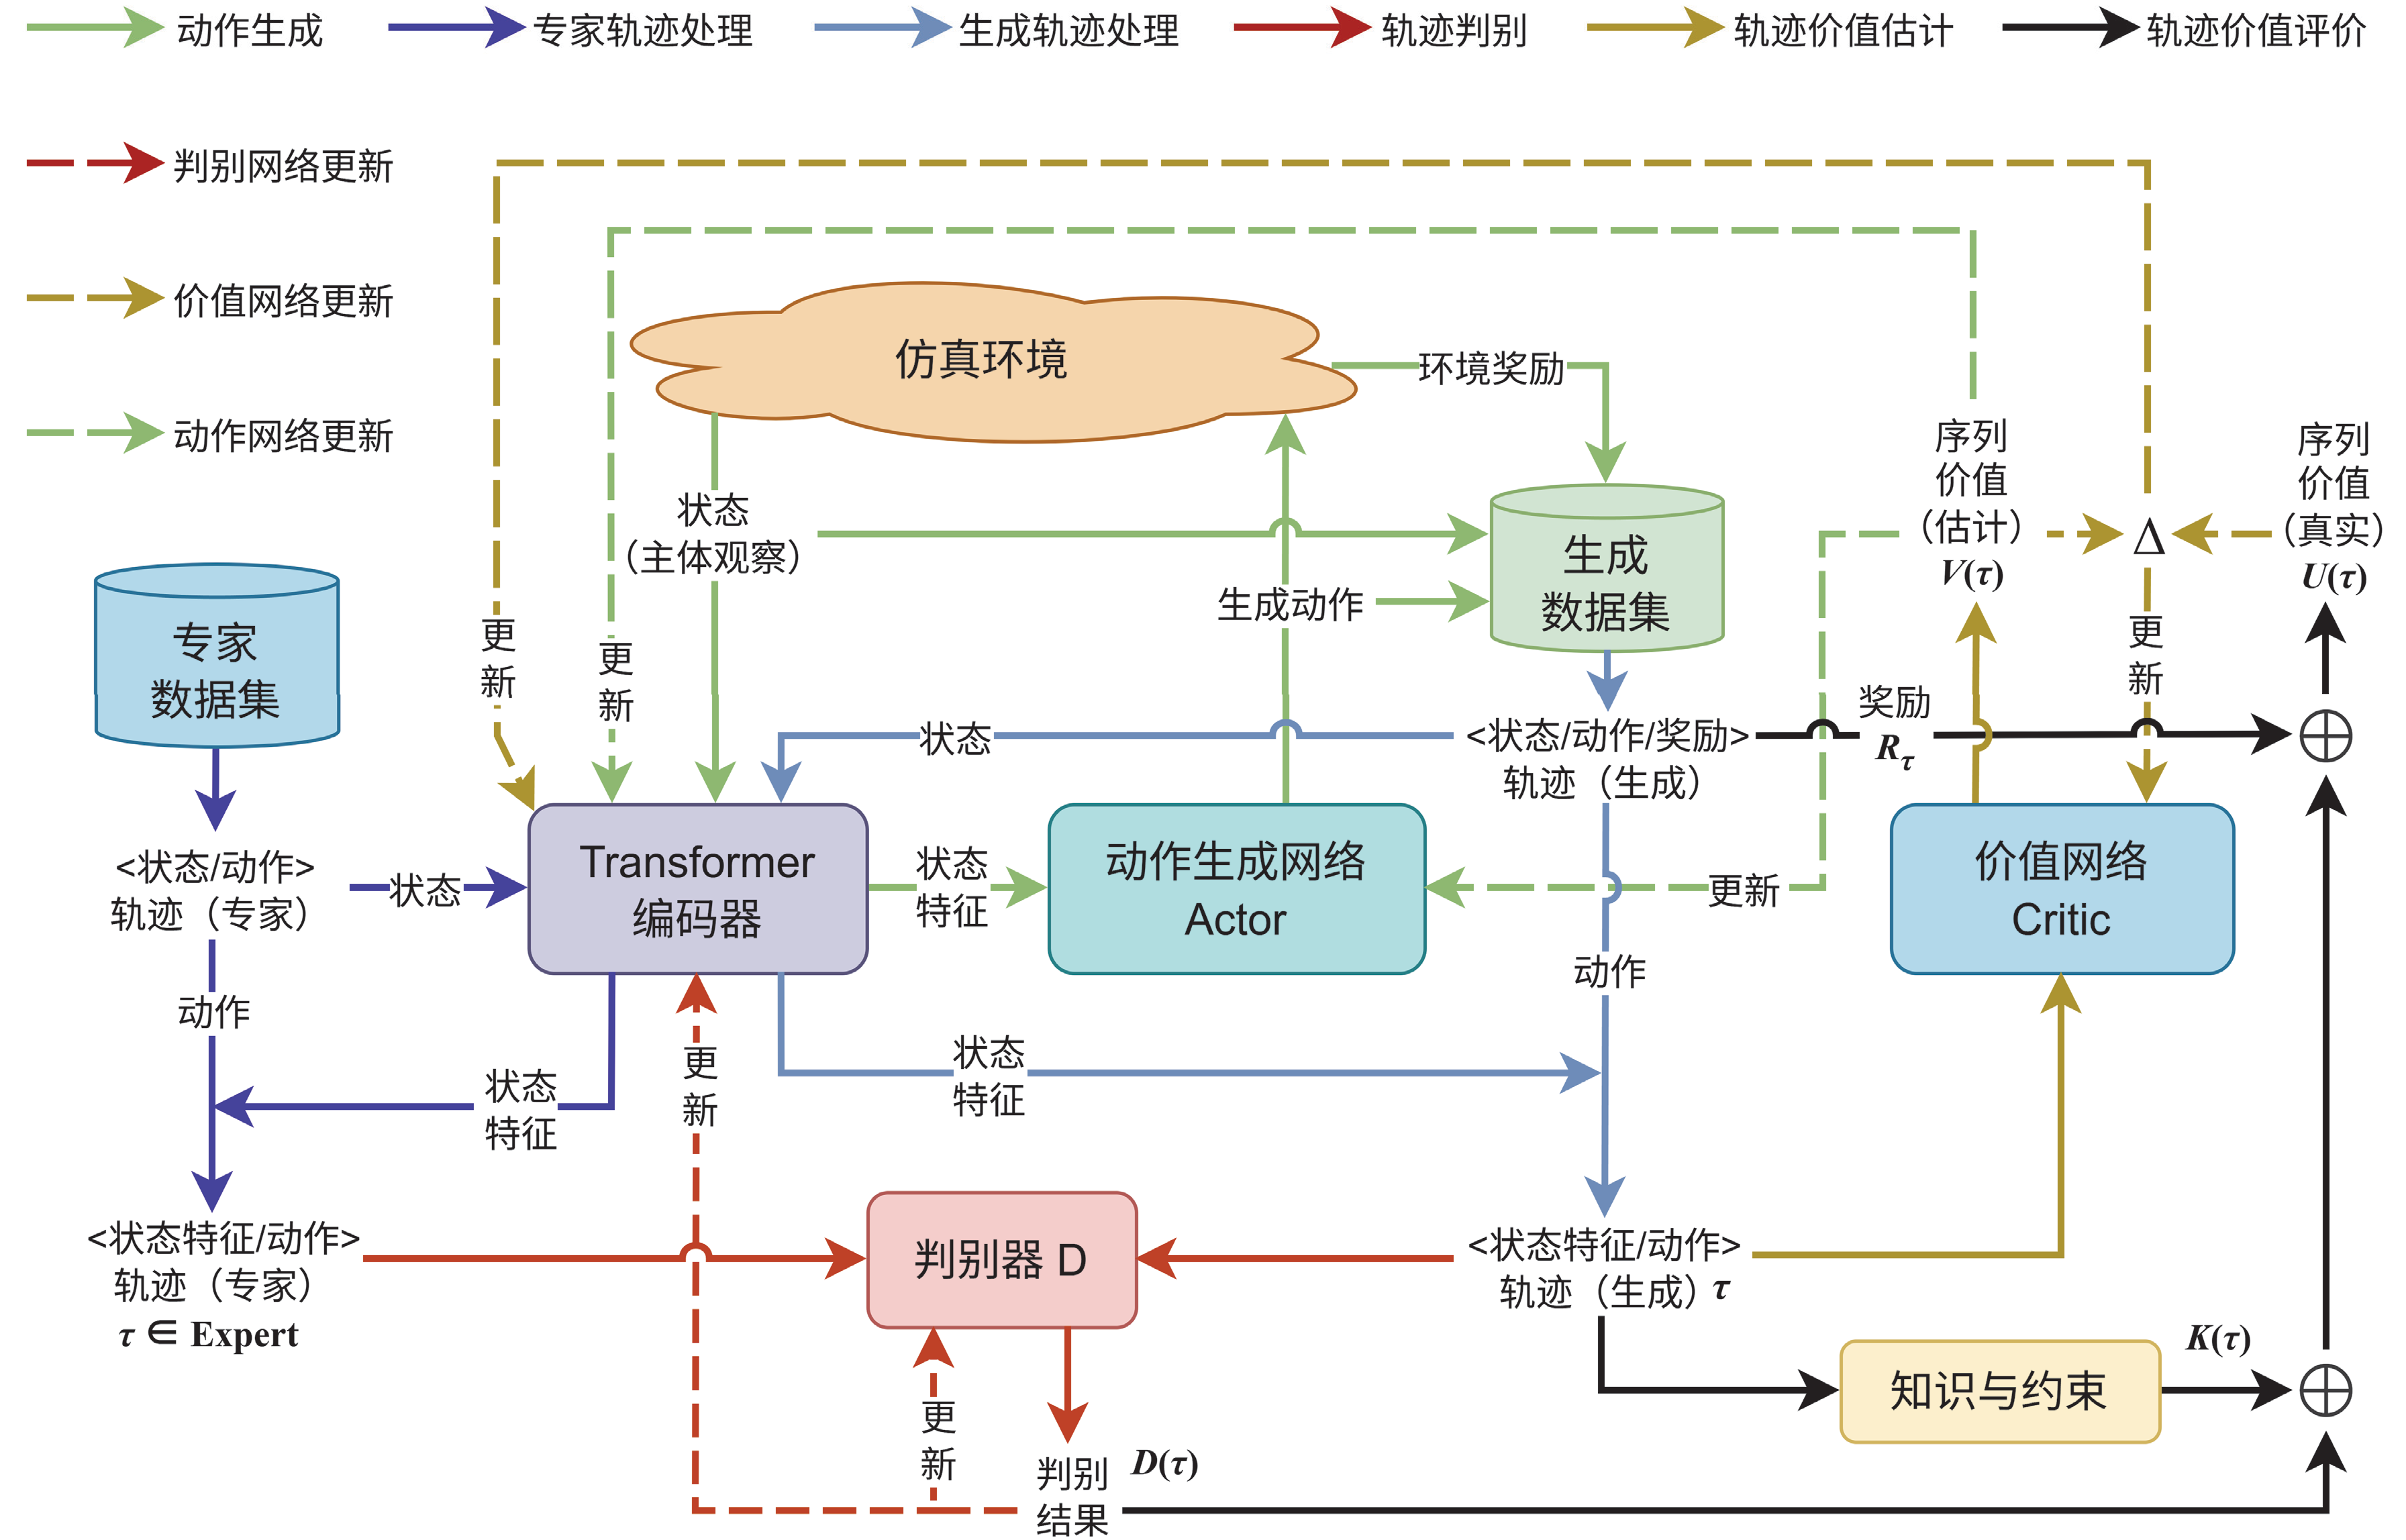 动作生成
专家轨迹处理
生成轨迹处理
轨迹判别
轨迹价值估计
轨迹价值评价
判别网络更新
价值网络更新
动作网络更新
仿真环境
环境奖励
序列
价值
（估计）
V(τ)
序列
价值
（真实）
U(τ)
Δ
状态
（主体观察）
生成动作
生成
数据集
专家
数据集
更
新
更
新
更
新
状态
<状态/动作/奖励>
轨迹（生成）
奖励
Rτ
<状态/动作>
轨迹（专家）
状态
Transformer
编码器
状态
特征
动作生成网络
Actor
更新
价值网络
Critic
动作
动作
状态
特征
更
新
状态
特征
<状态特征/动作>
轨迹（专家）
τ ∈ Expert
判别器 D
<状态特征/动作>
轨迹（生成）τ
知识与约束
K(τ)
更
新
判别
结果
D(τ)